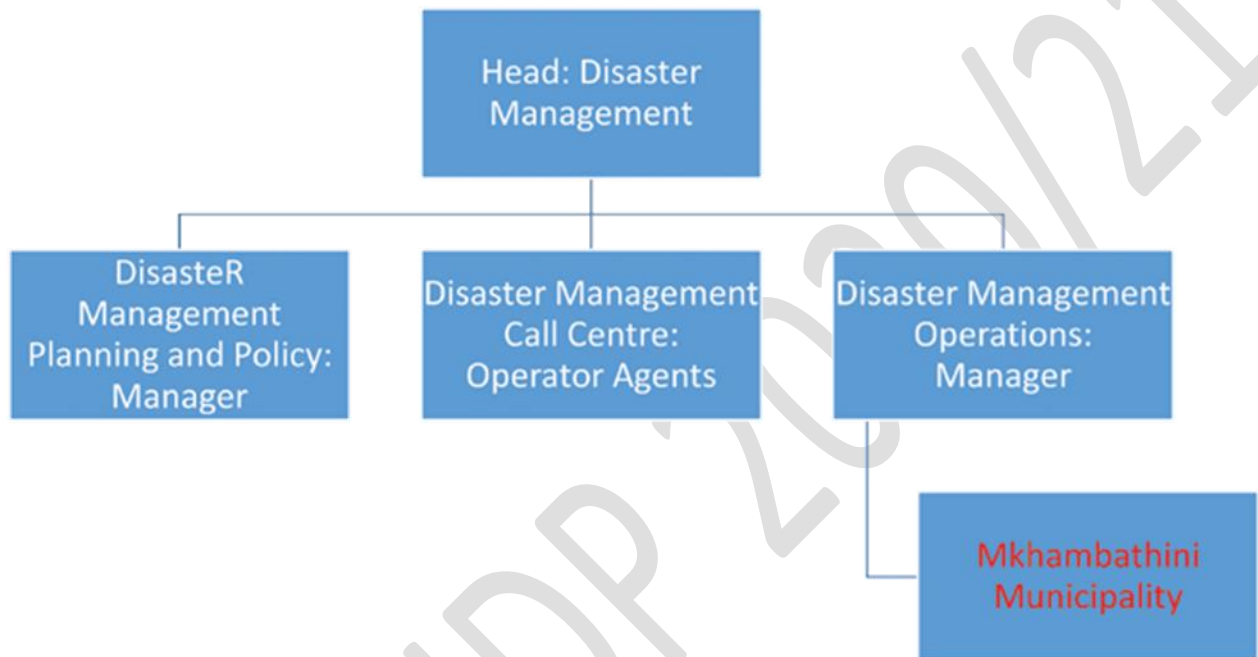 Head: Disaster
Management
DisasteR
Management
Planning and Policy:
Manager
Disaster Management
Call Centre:
Operator Agents
Disaster Management
Operations:
Manager
Mkhambathini
Municipality
IDP 2020/21